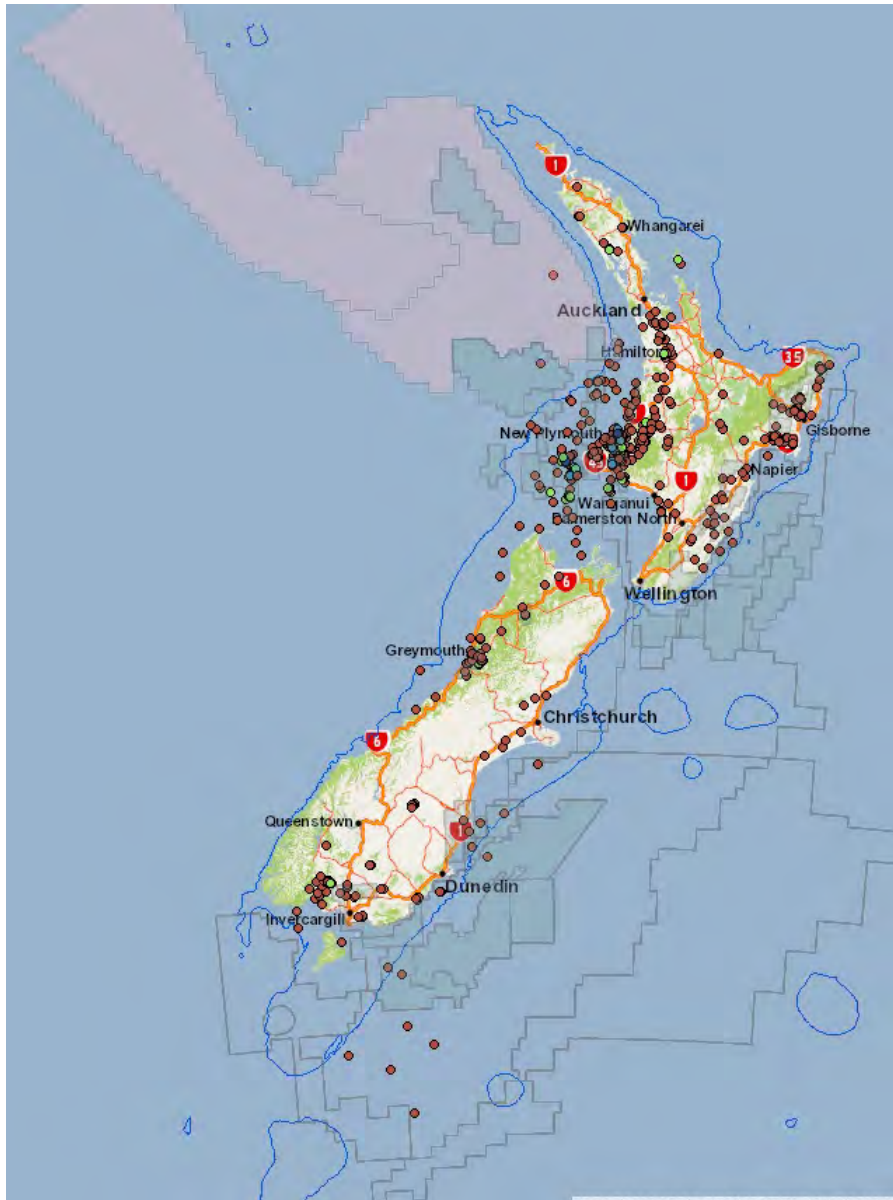 1
Whangarei
Auckland
Hamilton
35
New Plymouth
Gisborne
43
Napier
1
Wanganui
Palmerston North
6
Wellington
Greymouth
Christchurch
6
Queenstown
1
Dunedin
Invercargill